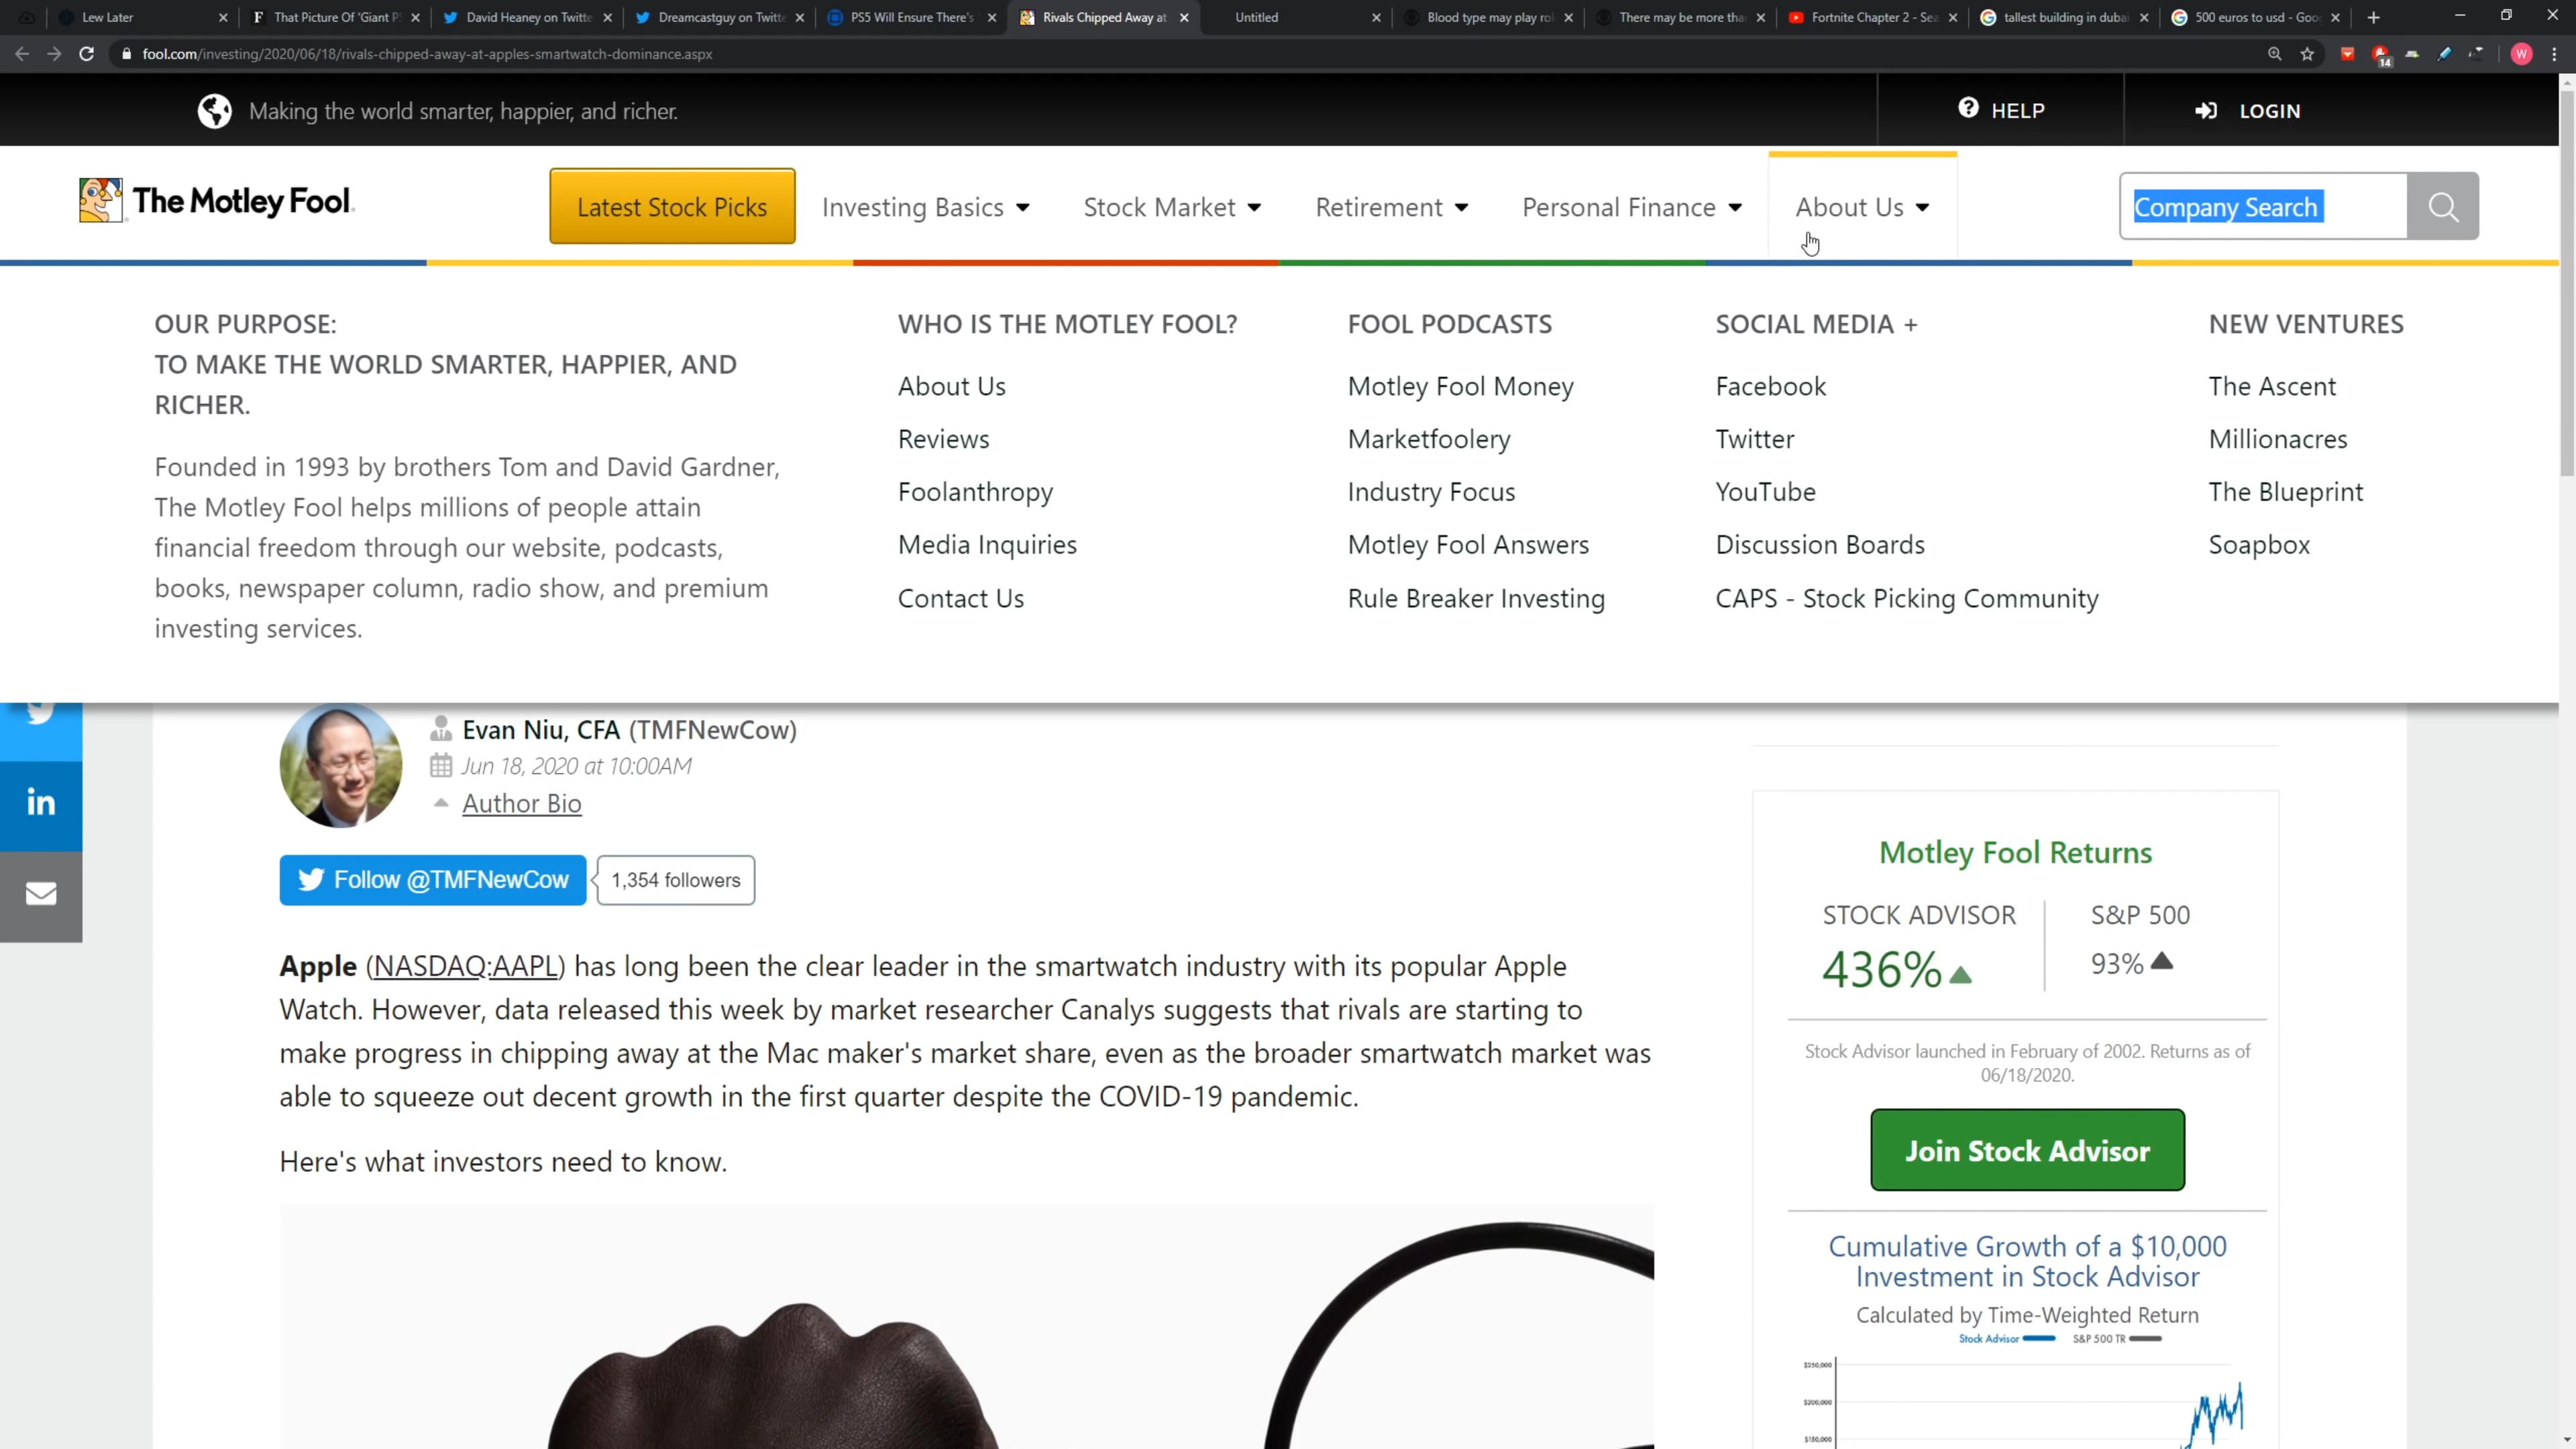 Lew Later
That Picture Of 'Giant P
David Heaney on Twitte
Dreamcastguy on Twitte
PS5 Will Ensure There's
Rivals Chipped Away at
Untitled
Blood type may play ro
There may be more tha
Fortnite Chapter 2 - Sea
tallest building in dubai
500 euros to usd - Goo
fool.com/investing/2020/06/18/rivals-chipped-away-at-apples-smartwatch-dominance.aspx
14
W
Making the world smarter, happier, and richer.
HELP
LOGIN
The Motley Fool
Latest Stock Picks
Investing Basics
Stock Market
Retirement
Personal Finance
About Us
Company Search
OUR PURPOSE:
TO MAKE THE WORLD SMARTER, HAPPIER, AND
RICHER.
Founded in 1993 by brothers Tom and David Gardner,
The Motley Fool helps millions of people attain
financial freedom through our website, podcasts,
books, newspaper column, radio show, and premium
investing services.
WHO IS THE MOTLEY FOOL?
About Us
Reviews
Foolanthropy
Media Inquiries
Contact Us
FOOL PODCASTS
Motley Fool Money
Marketfoolery
Industry Focus
Motley Fool Answers
Rule Breaker Investing
SOCIAL MEDIA +
Facebook
Twitter
YouTube
Discussion Boards
CAPS - Stock Picking Community
NEW VENTURES
The Ascent
Millionacres
The Blueprint
Soapbox
in
Evan Niu, CFA (TMFNewCow)
Jun 18, 2020 at 10:00AM
Author Bio
Follow @TMFNewCow
1,354 followers
Apple (NASDAQ:AAPL) has long been the clear leader in the smartwatch industry with its popular Apple
Watch. However, data released this week by market researcher Canalys suggests that rivals are starting to
make progress in chipping away at the Mac maker's market share, even as the broader smartwatch market was
able to squeeze out decent growth in the first quarter despite the COVID-19 pandemic.
Here's what investors need to know.
Motley Fool Returns
STOCK ADVISOR
436%
S&P 500
93%
Stock Advisor launched in February of 2002. Returns as of
06/18/2020.
Join Stock Advisor
Cumulative Growth of a $10,000
Investment in Stock Advisor
Calculated by Time-Weighted Return
Stock Advisor
S&P 500 TR
$250,000
$200,000
$150,000